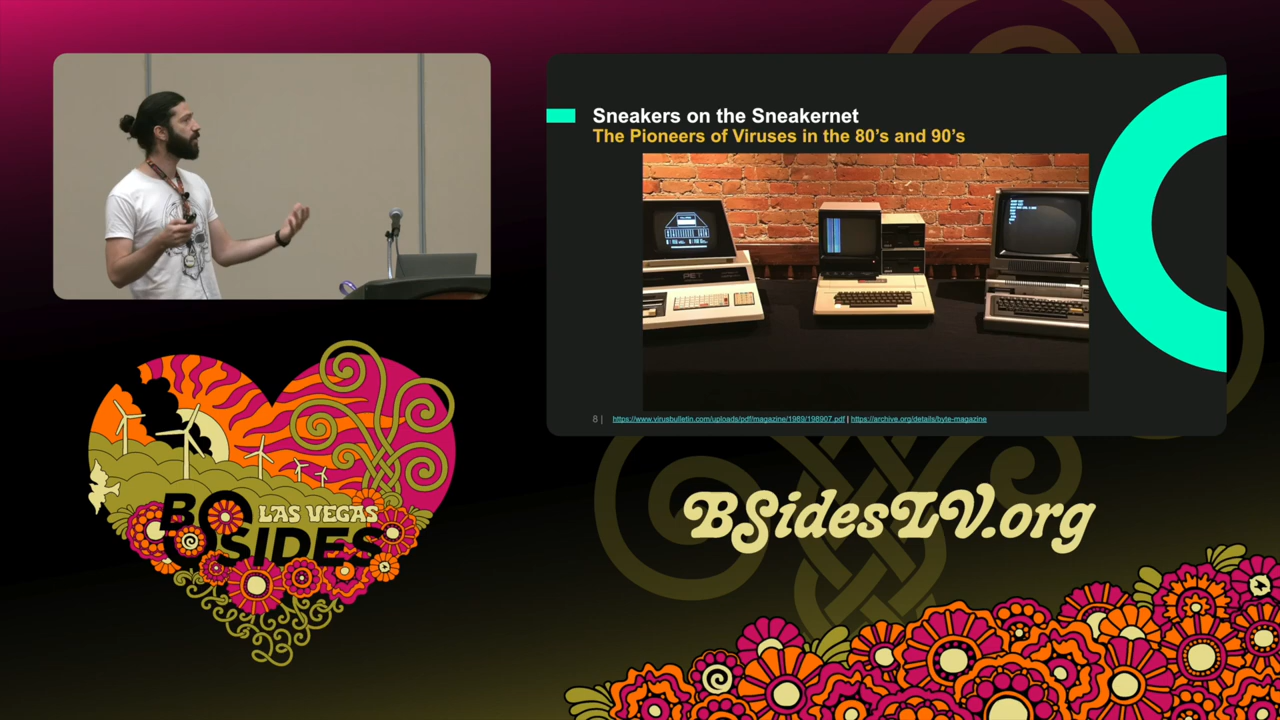 Sneakers on the Sneakernet
The Pioneers of Viruses in the 80's and 90's
PET
8 |
https://www.virusbulletin.com/uploads/pdf/magazine/1989/198907.pdf | https://archive.org/details/byte-magazine
BSIDES
LAS VEGAS
BSidesLV.org